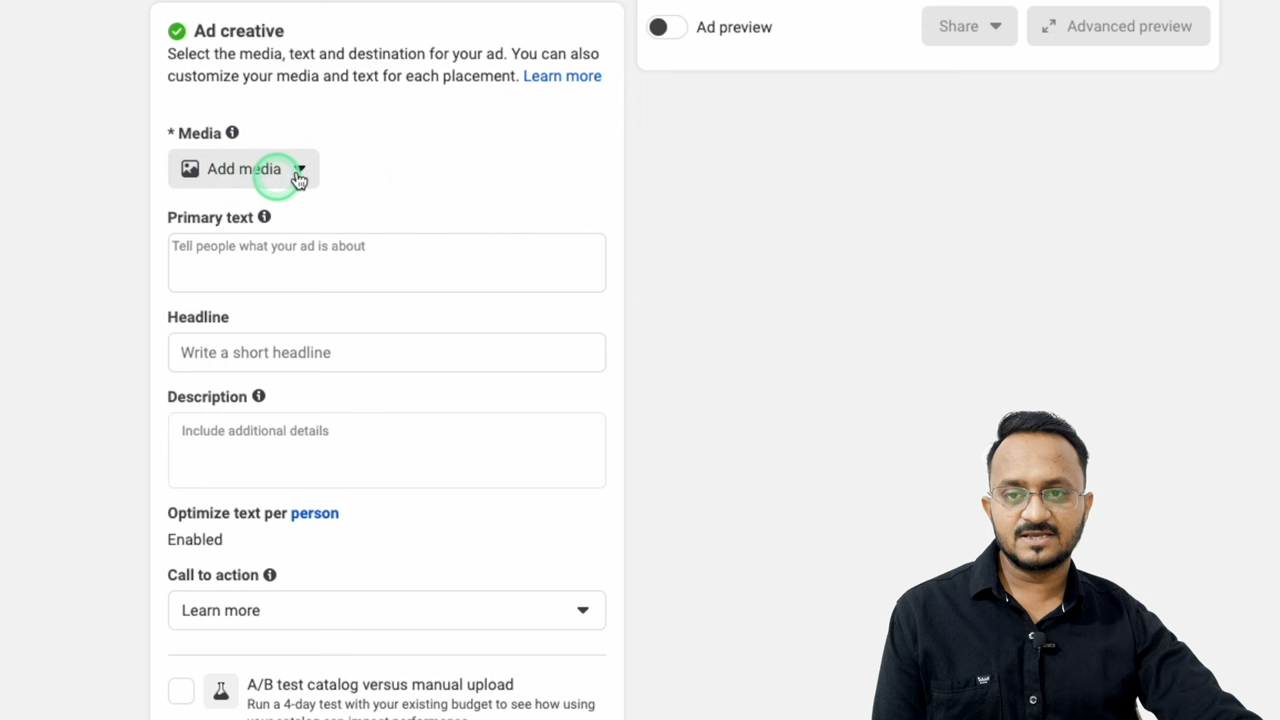 Ad creative
Select the media, text and destination for your ad. You can also
customize your media and text for each placement. Learn more
* Media
Add media
Primary text
Tell people what your ad is about
Headline
Write a short headline
Description
Include additional details
Optimize text per person
Enabled
Call to action
Learn more
A/B test catalog versus manual upload
Run a 4-day test with your existing budget to see how using
Ad preview
Share
Advanced preview